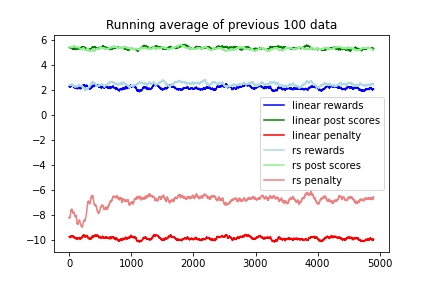 Running average of previous 100 data
6
4
2
0
−2
−4
−6
−8
−10
linear rewards
linear post scores
linear penalty
rs rewards
rs post scores
rs penalty
0 1000 2000 3000 4000 5000